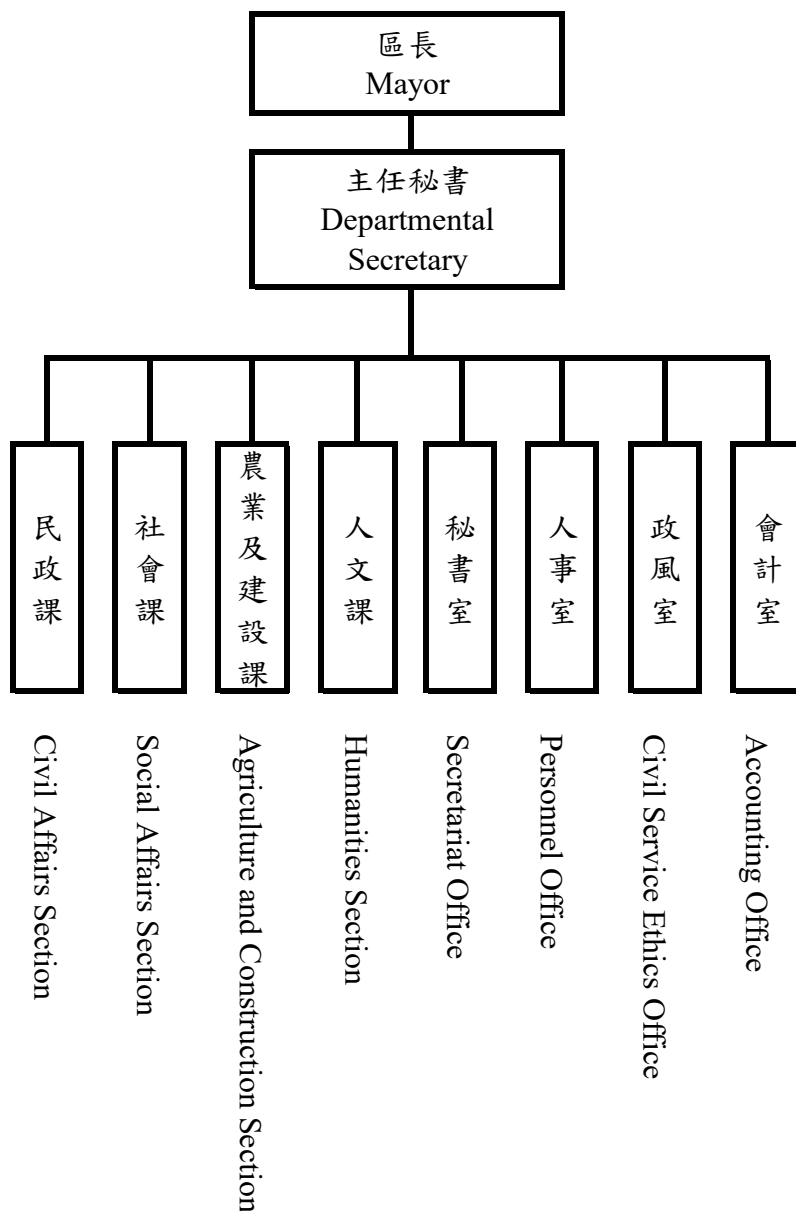 區長
Mayor
主任秘書
Departmental
Secretary
民政課
社會課
農業及建設課
人文課
秘書室
人事室
政風室
會計室
Civil Affairs Section
Social Affairs Section
Agriculture and Construction Section
Humanities Section
Secretariat Office
Personnel Office
Civil Service Ethics Office
Accounting Office